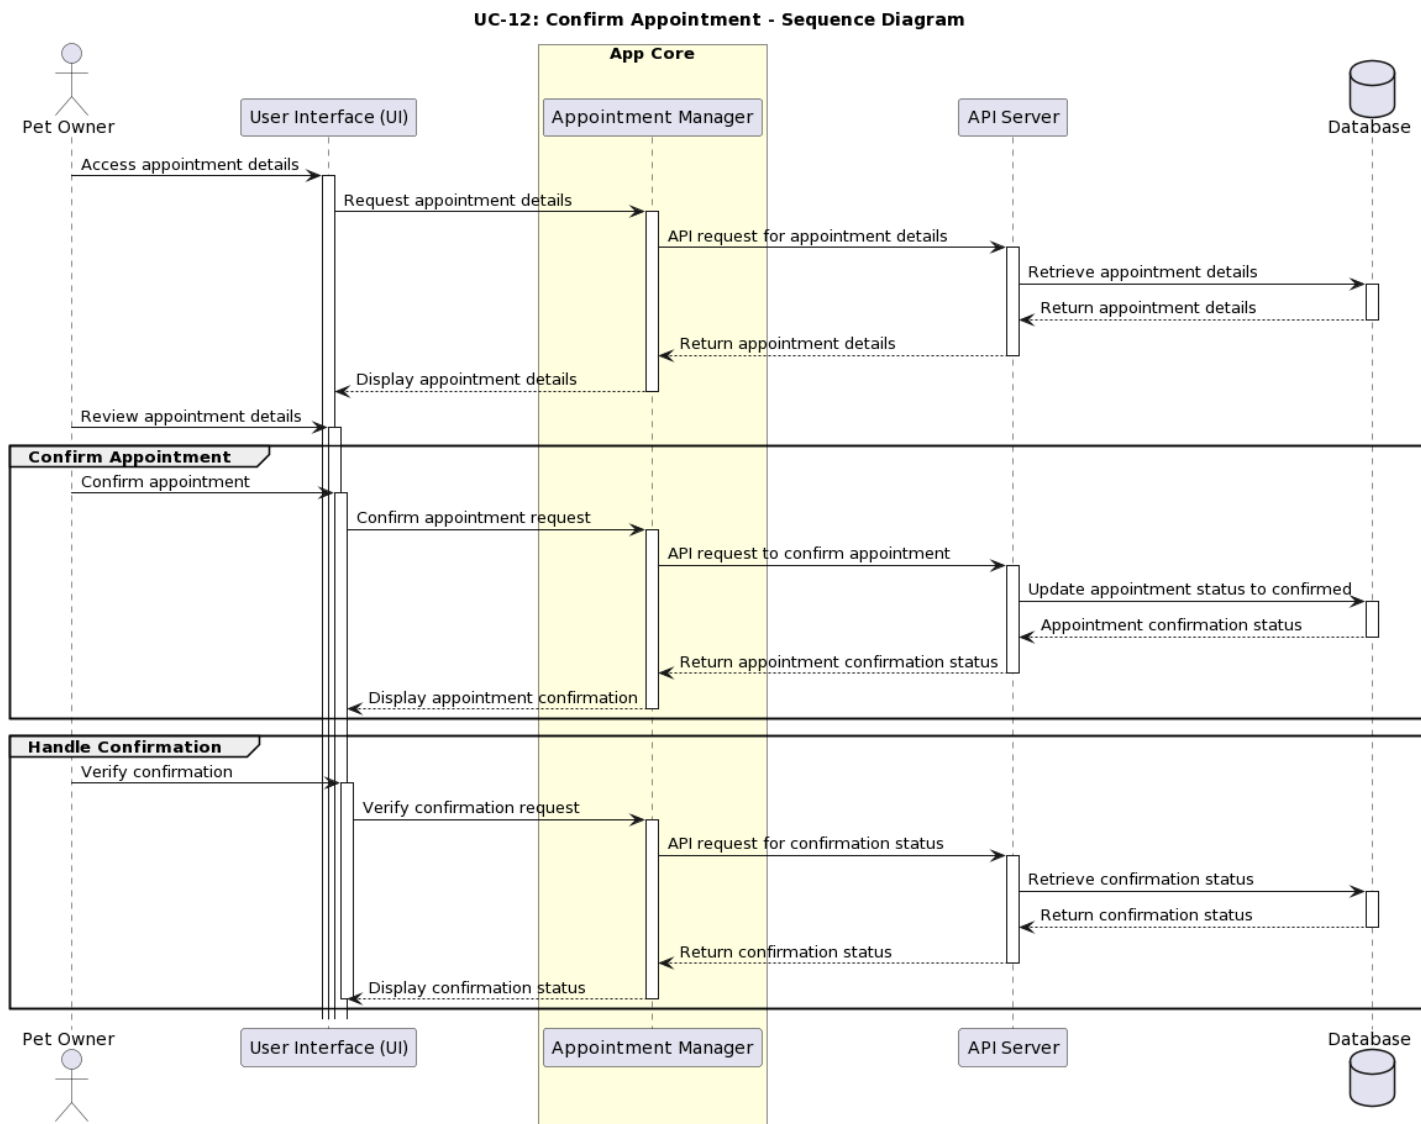 UC-12: Confirm Appointment - Sequence Diagram
App Core
Pet Owner
User Interface (UI)
Appointment Manager
API Server
Database
Access appointment details
Request appointment details
API request for appointment details
Retrieve appointment details
Return appointment details
Return appointment details
Display appointment details
Review appointment details
Confirm Appointment
Confirm appointment
Confirm appointment request
API request to confirm appointment
Update appointment status to confirmed
Appointment confirmation status
Return appointment confirmation status
Display appointment confirmation
Handle Confirmation
Verify confirmation
Verify confirmation request
API request for confirmation status
Retrieve confirmation status
Return confirmation status
Return confirmation status
Display confirmation status
Pet Owner
User Interface (UI)
Appointment Manager
API Server
Database